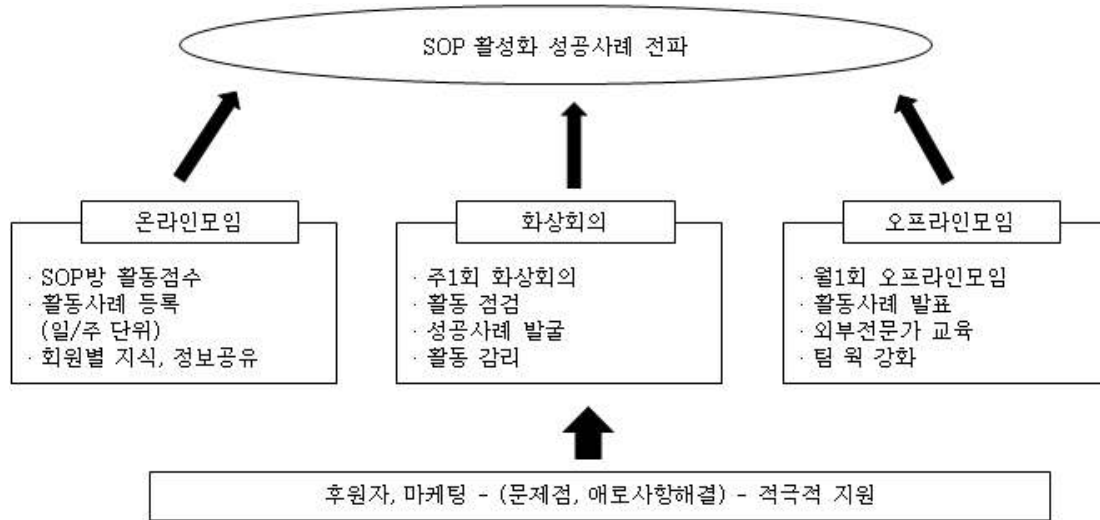 SOP 활성화 성공사례 전파
온라인모임
· SOP방 활동점수
· 활동사례 등록
(일/주 단위)
· 회원별 지식, 정보공유
화상회의
· 주1회 화상회의
· 활동 점검
· 성공사례 발굴
· 활동 감리
오프라인모임
· 월1회 오프라인모임
· 활동사례 발표
· 외부전문가 교육
· 팀 웍 강화
후원자, 마케팅 - (문제점, 애로사항해결) - 적극적 지원